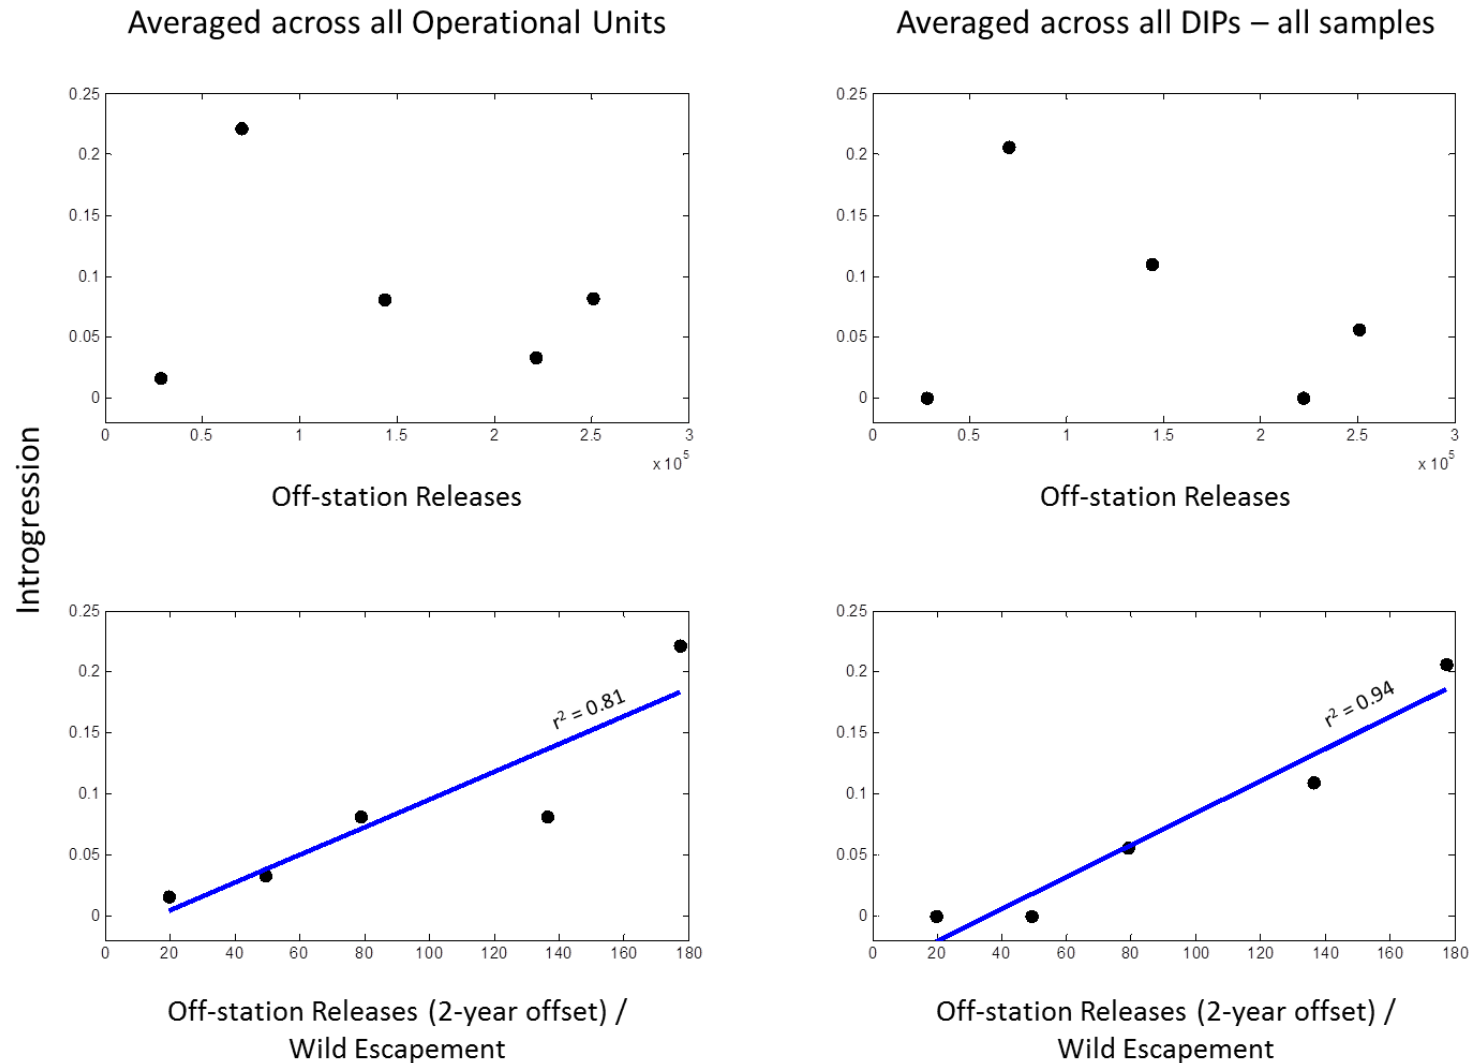 Averaged across all Operational Units
Averaged across all DIPs – all samples
0.25
0.2
0.15
0.1
0.05
0
0 0.5 1 1.5 2 2.5 3
x 10⁵
Off-station Releases
0.25
0.2
0.15
0.1
0.05
0
0 0.5 1 1.5 2 2.5 3
x 10⁵
Off-station Releases
Introgression
0.25
0.2
0.15
0.1
0.05
0
r² = 0.81
0 20 40 60 80 100 120 140 160 180
Off-station Releases (2-year offset) /
Wild Escapement
0.25
0.2
0.15
0.1
0.05
0
r² = 0.94
0 20 40 60 80 100 120 140 160 180
Off-station Releases (2-year offset) /
Wild Escapement